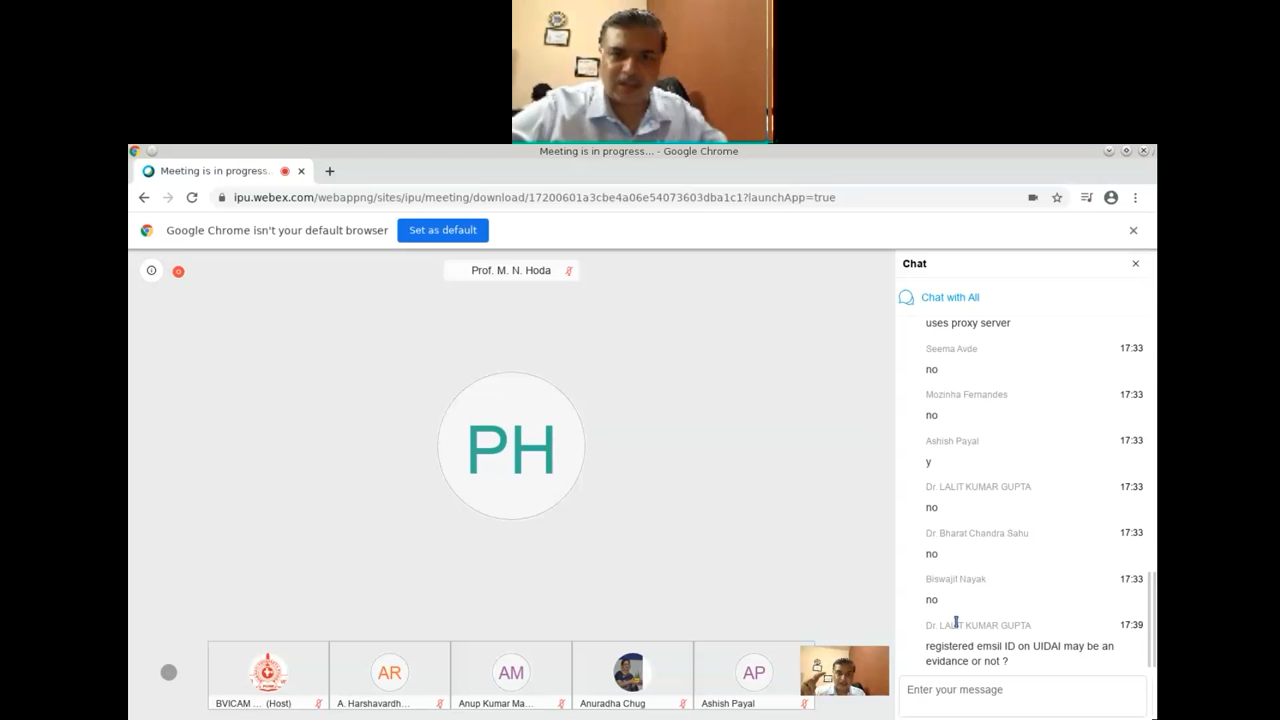 Meeting is in progress... - Google Chrome
Meeting is in progress..
ipu.webex.com/webappng/sites/ipu/meeting/download/17200601a3cbe4a06e54073603dba1c1?launchApp=true
Google Chrome isn't your default browser
Set as default
Prof. M. N. Hoda
PH
BVICAM ... (Host)
AR
A. Harshavardh...
AM
Anup Kumar Ma...
Anuradha Chug
AP
Ashish Payal
Chat
Chat with All
uses proxy server
Seema Avde 17:33
no
Mozinha Fernandes 17:33
no
Ashish Payal 17:33
y
Dr. LALIT KUMAR GUPTA 17:33
no
Dr. Bharat Chandra Sahu 17:33
no
Biswajit Nayak 17:33
no
Dr. LALIT KUMAR GUPTA 17:39
registered emsil ID on UIDAI may be an
evidance or not ?
Enter your message